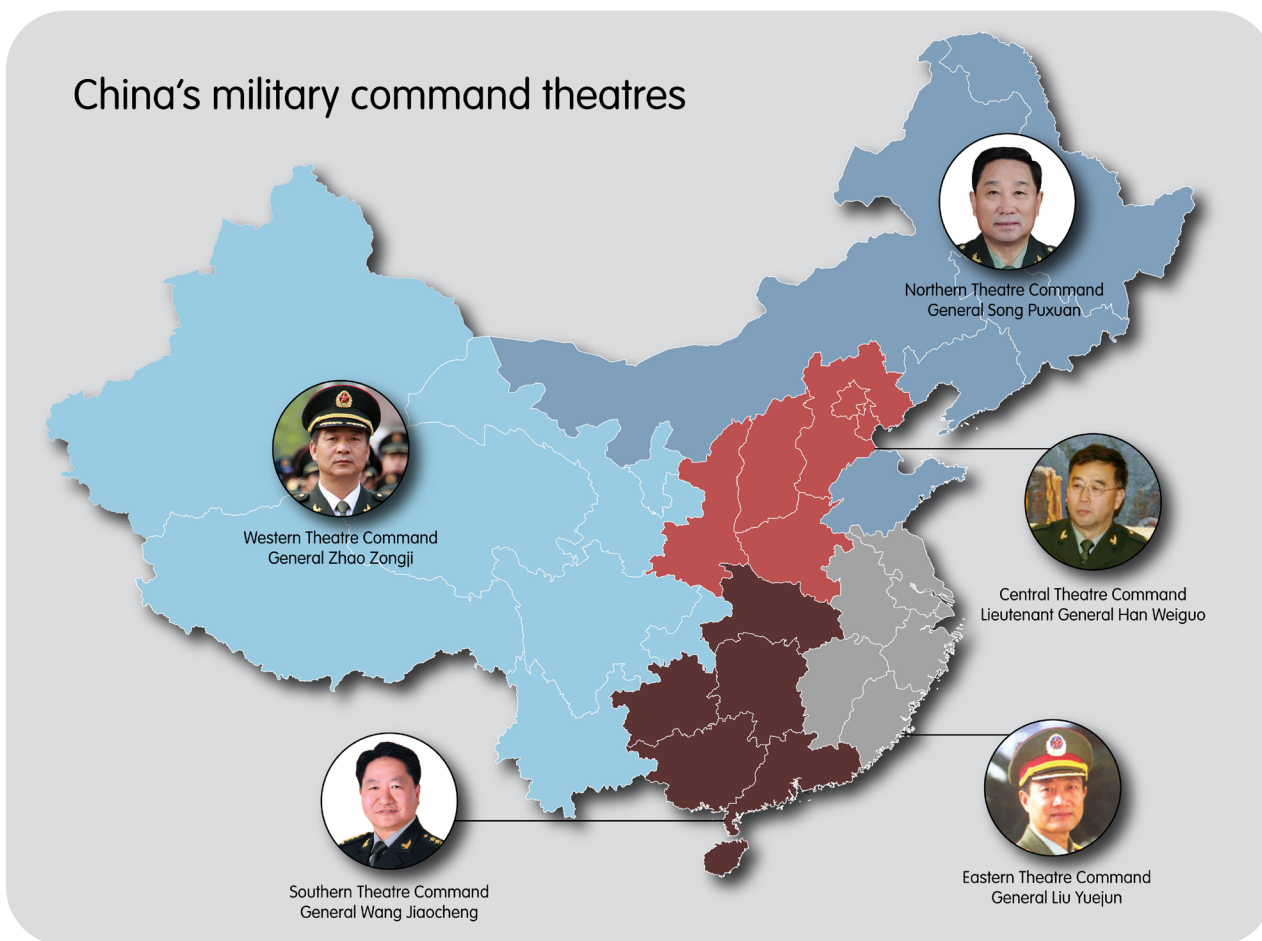 China's military command theatres
Northern Theatre Command
General Song Puxuan
Western Theatre Command
General Zhao Zongji
Central Theatre Command
Lieutenant General Han Weiguo
Southern Theatre Command
General Wang Jiaocheng
Eastern Theatre Command
General Liu Yuejun